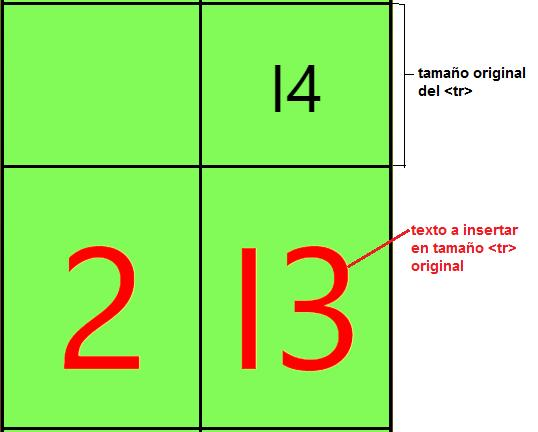 l4
tamaño original
del <tr>
2 l3
texto a insertar
en tamaño <tr>
original